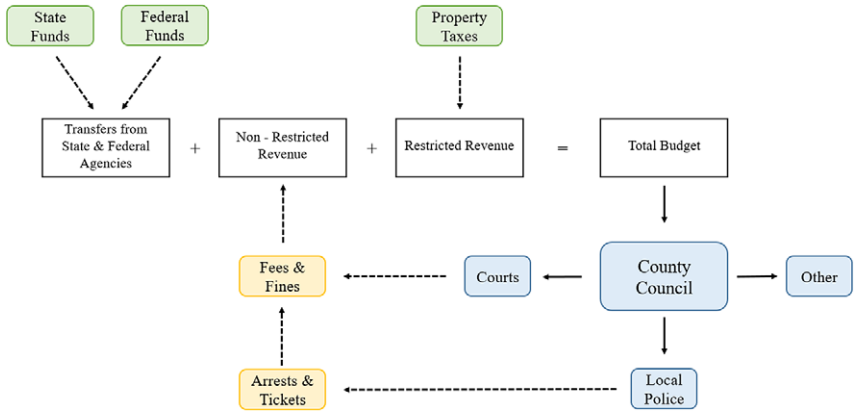 State
Funds
Federal
Funds
Property
Taxes
Transfers from
State & Federal
Agencies
+
Non - Restricted
Revenue
+
Restricted Revenue
=
Total Budget
Fees &
Fines
Courts
County
Council
Other
Arrests &
Tickets
Local
Police